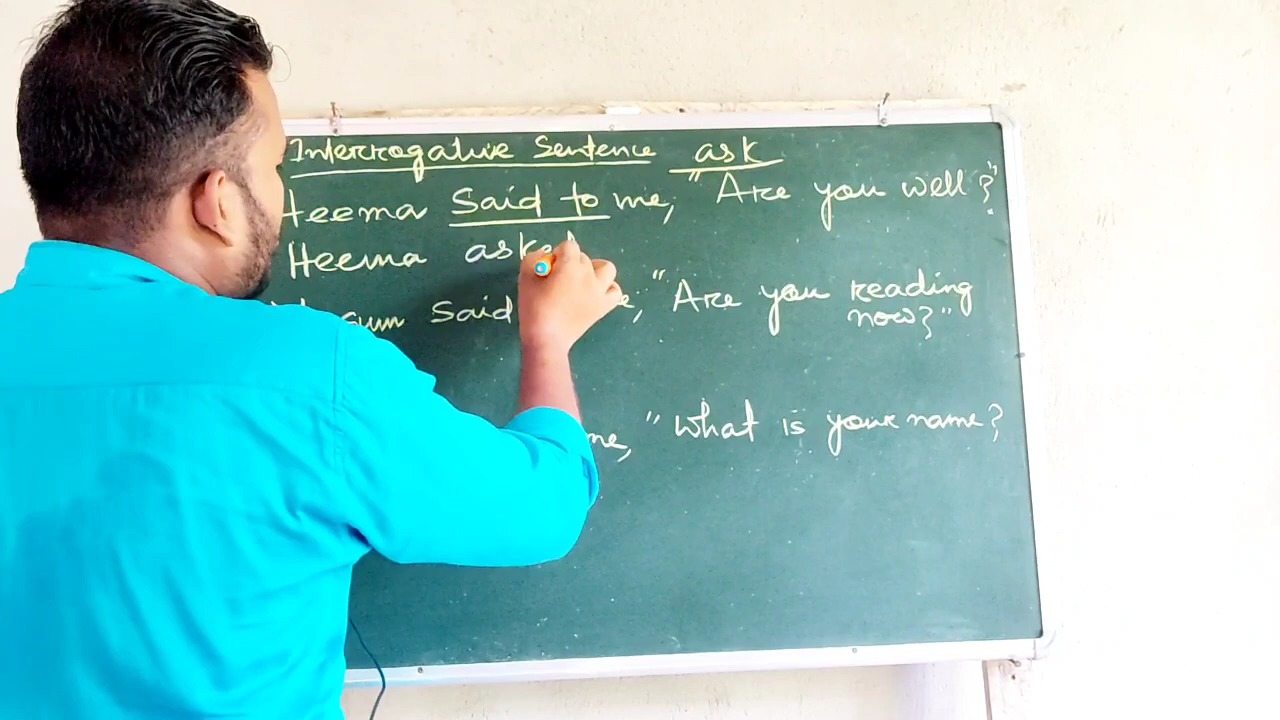 Interrogative Sentence ask
Heema Said to me, "Are you well?"
Heema asked
Said me, "Are you reading
now?"
me, "What is your name?